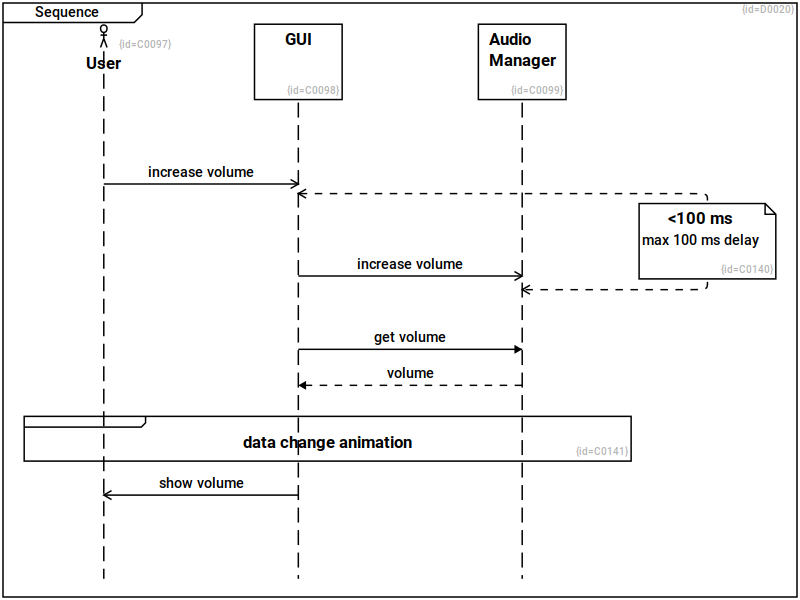 Sequence
{id=D0020}
{id=C0097}
User
GUI
{id=C0098}
Audio
Manager
{id=C0099}
increase volume
<100 ms
max 100 ms delay
{id=C0140}
increase volume
get volume
volume
data change animation
{id=C0141}
show volume